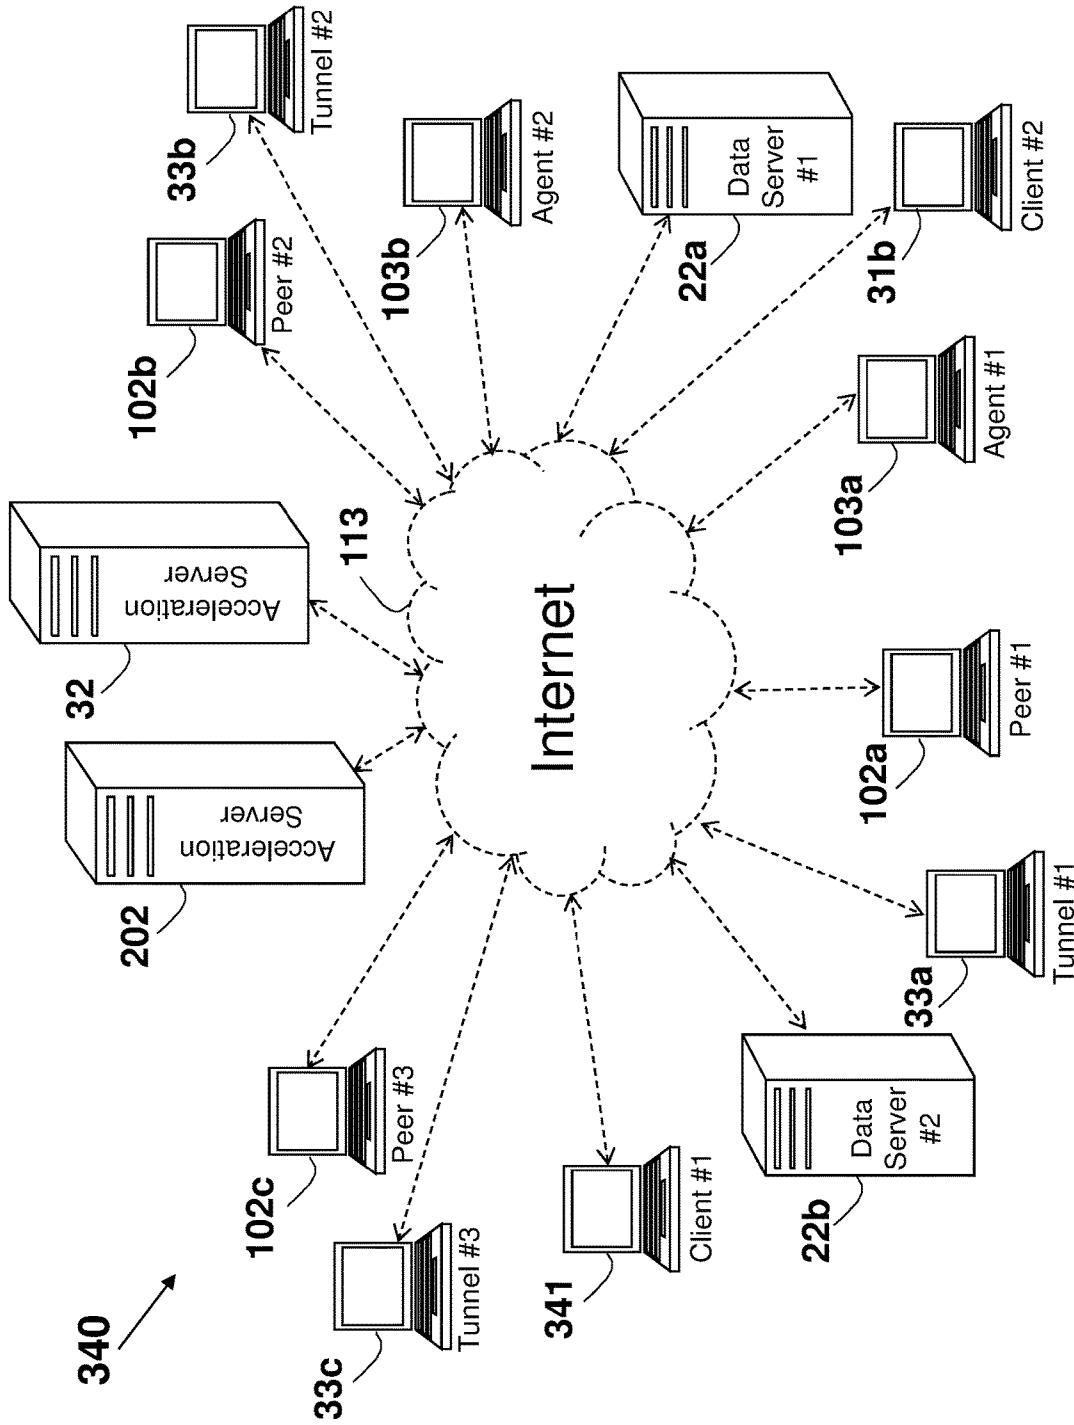 340
33c
Tunnel #3
102c
Peer #3
202
Acceleration
Server
32
Acceleration
Server
113
102b
Peer #2
33b
Tunnel #2
341
Client #1
Internet
103b
Agent #2
22b
Data
Server
#2
33a
Tunnel #1
102a
Peer #1
103a
Agent #1
22a
Data
Server
#1
31b
Client #2